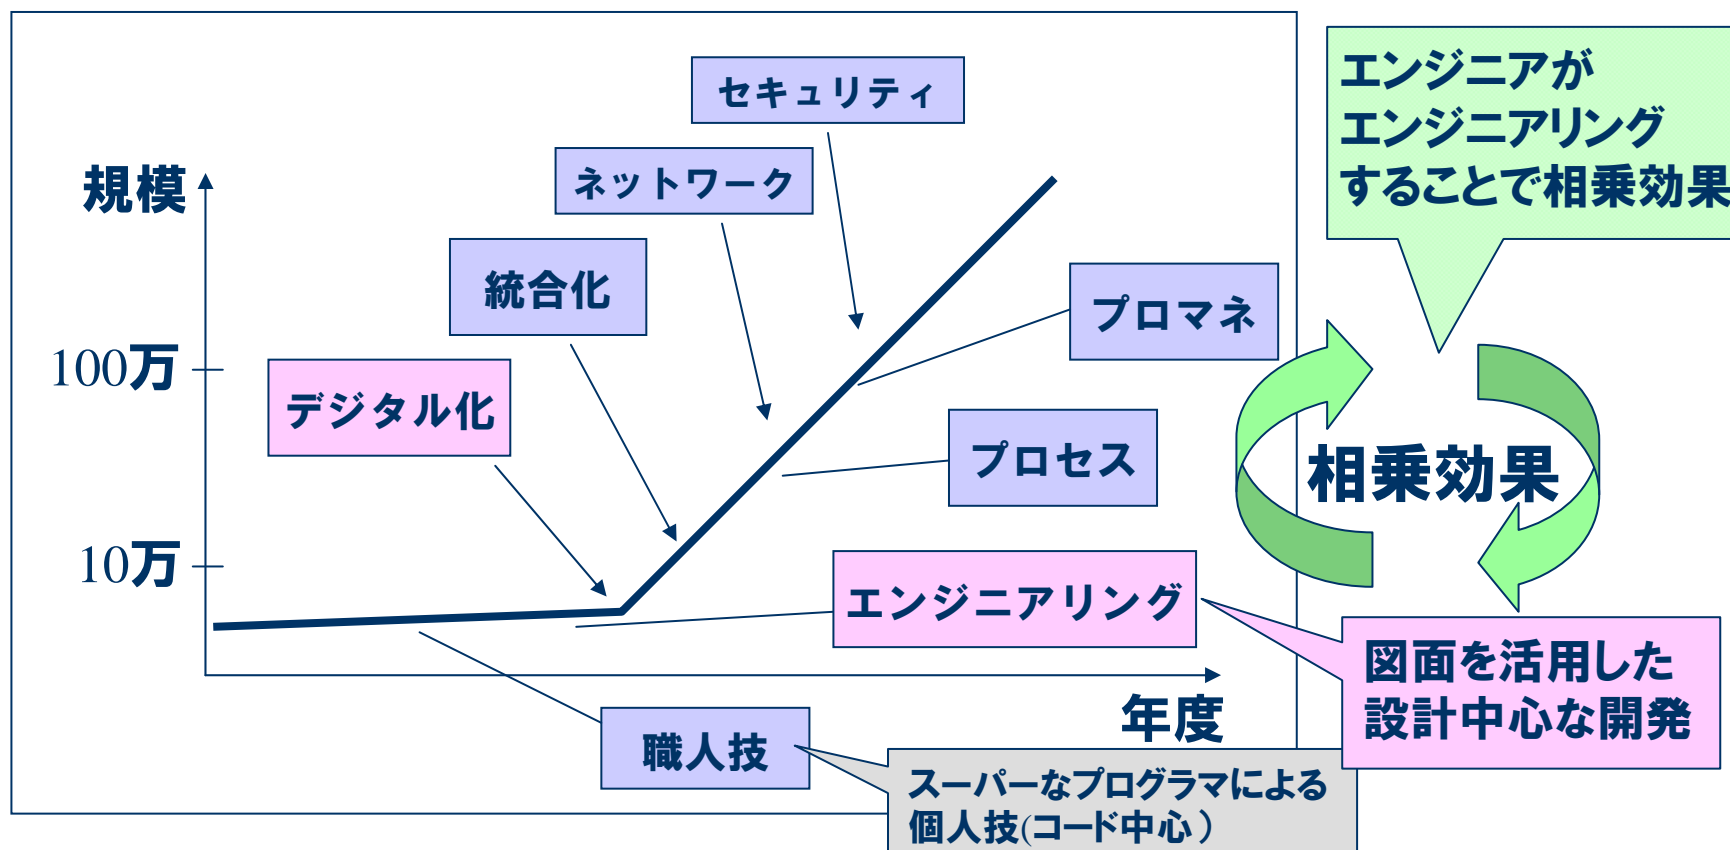 セキュリティ
ネットワーク
規模
統合化
プロマネ
100万
デジタル化
プロセス
10万
エンジニアリング
年度
職人技
スーパーなプログラマによる
個人技(コード中心)
エンジニアが
エンジニアリング
することで相乗効果
相乗効果
図面を活用した
設計中心な開発